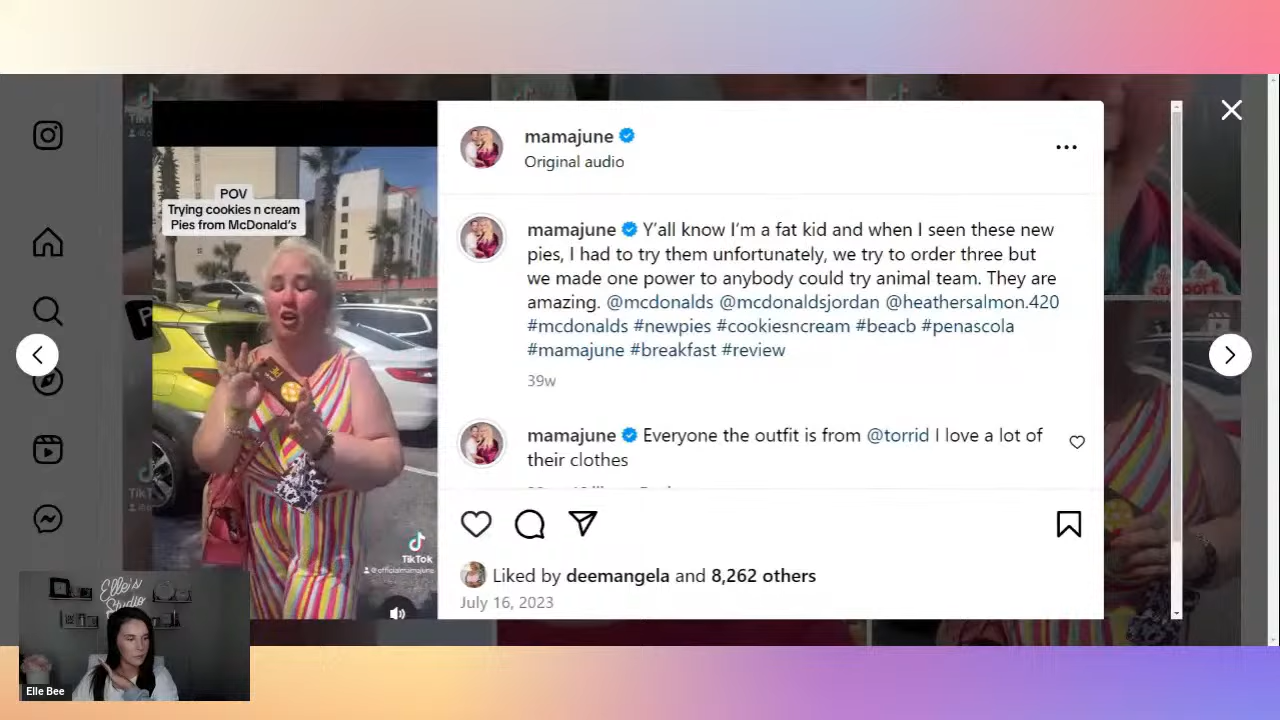 mamajune
Original audio
POV
Trying cookies n cream
Pies from McDonald's
mamajune Y'all know I'm a fat kid and when I seen these new
pies, I had to try them unfortunately, we try to order three but
we made one power to anybody could try animal team. They are
amazing. @mcdonalds @mcdonaldsjordan @heathersalmon.420
#mcdonalds #newpies #cookiesncream #beacb #penascola
#mamajune #breakfast #review
39w
mamajune Everyone the outfit is from @torrid I love a lot of
their clothes
TikTok
@officialmamajune
Liked by deemangela and 8,262 others
July 16, 2023
Elle's
Studio
Elle Bee
support